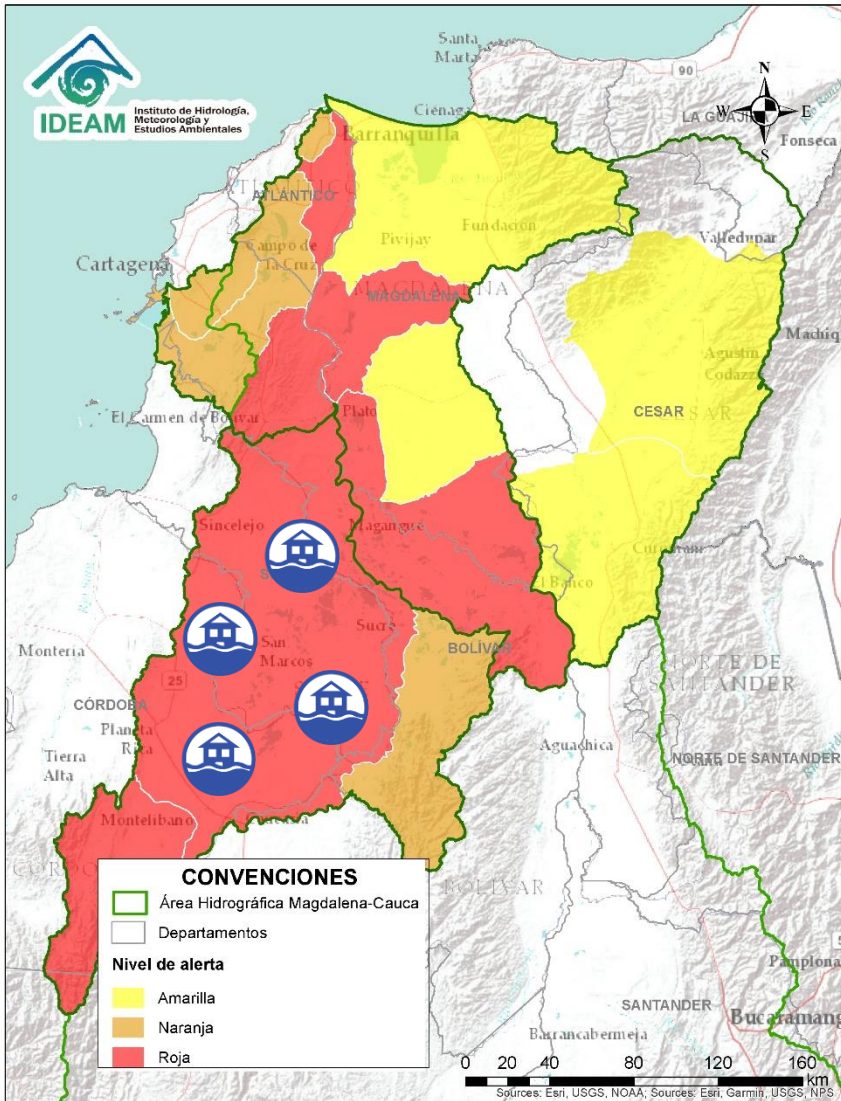 IDEAM
Instituto de Hidrología,
Meteorología y
Estudios Ambientales
Santa
Marta
90
N
W
E
S
Ciénaga
LA GUAJI
Fonseca
Barranquilla
ATLÁNTICO
Valledupar
Fundación
Pivijay
Campo de
la Cruz
Cartagena
MAGDALENA
Machiq
Agustín
Codazzi
CESAR
El Carmen de Bolívar
Plato
Sincelejo
Magangué
El Banco
Sucre
San
Marcos
BOLÍVAR
Montería
25
CÓRDOBA
Planeta
Rica
Tierra
Alta
NORTE DE
SANTANDER
NORTE DE SANTANDER
Aguachica
Montelíbano
BOLÍVAR
CONVENCIONES
Área Hidrográfica Magdalena-Cauca
Departamentos
Nivel de alerta
Amarilla
Naranja
Roja
Pamplona
SANTANDER
Bucaramang
Barrancabermeja
0 20 40 80 120 160
km
Sources: Esri, USGS, NOAA; Sources: Esri, Garmin, USGS, NPS